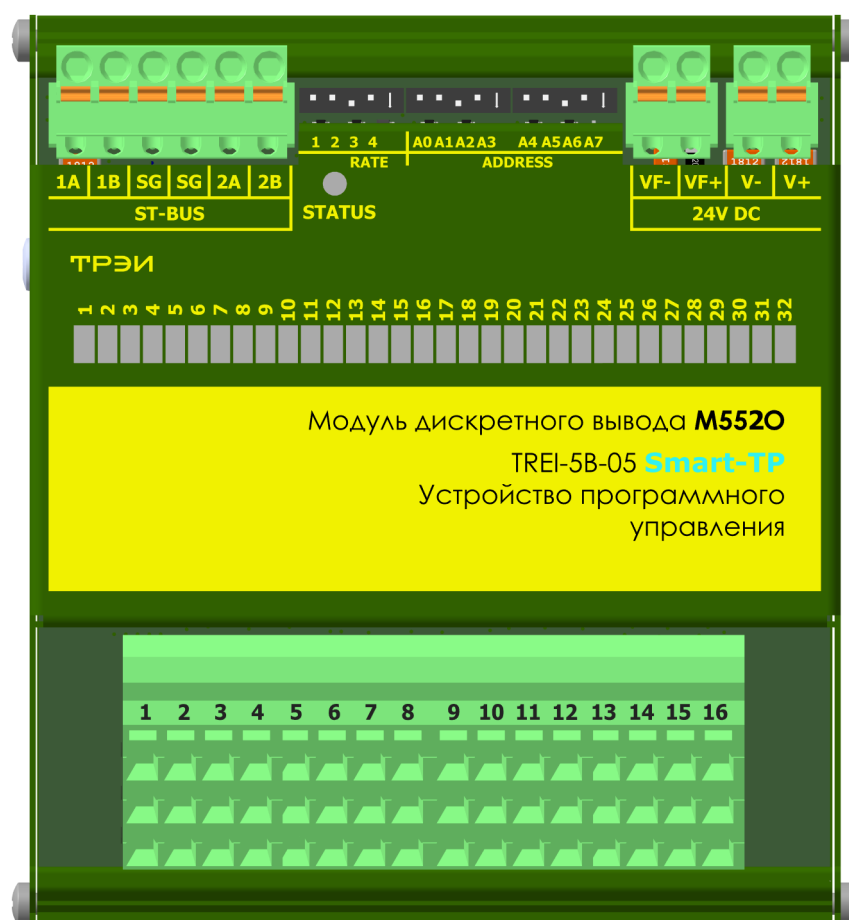 1 2 3 4 A0 A1 A2 A3 A4 A5 A6 A7
RATE ADDRESS
1812 1812
1A 1B SG SG 2A 2B VF- VF+ V- V+
ST-BUS STATUS 24V DC
ТРЭИ
1 2 3 4 5 6 7 8 9 10 11 12 13 14 15 16 17 18 19 20 21 22 23 24 25 26 27 28 29 30 31 32
Модуль дискретного вывода M552O
TREI-5B-05 Smart-TP
Устройство программного
управления
1 2 3 4 5 6 7 8 9 10 11 12 13 14 15 16